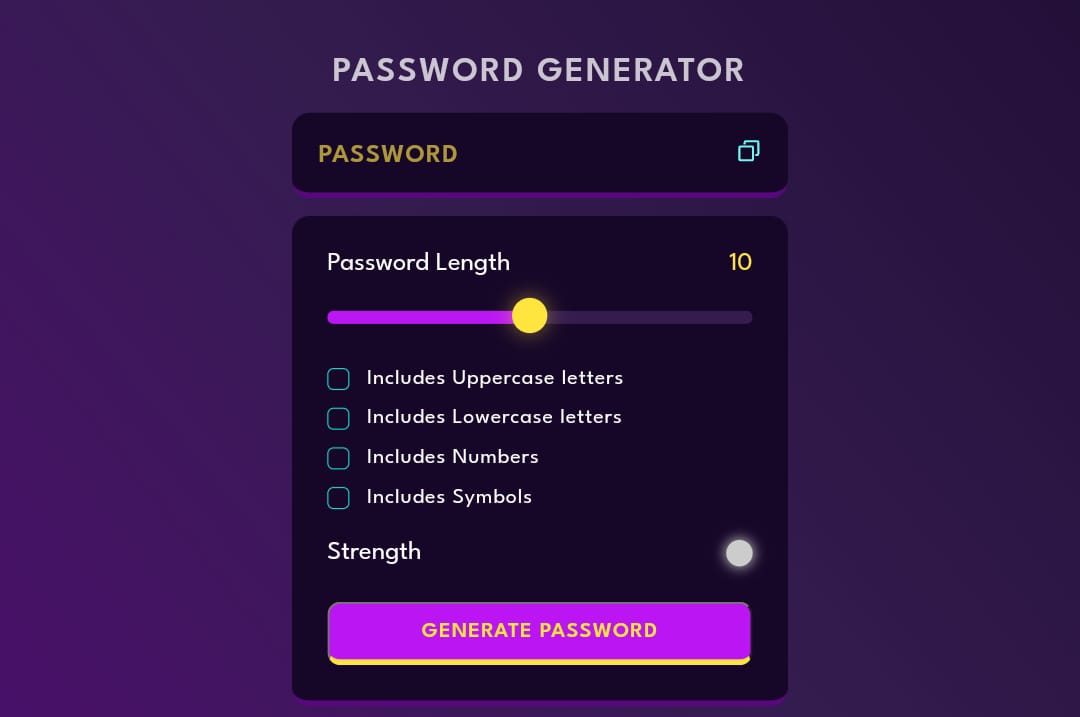 PASSWORD GENERATOR
PASSWORD
Password Length 10
Includes Uppercase letters
Includes Lowercase letters
Includes Numbers
Includes Symbols
Strength
GENERATE PASSWORD